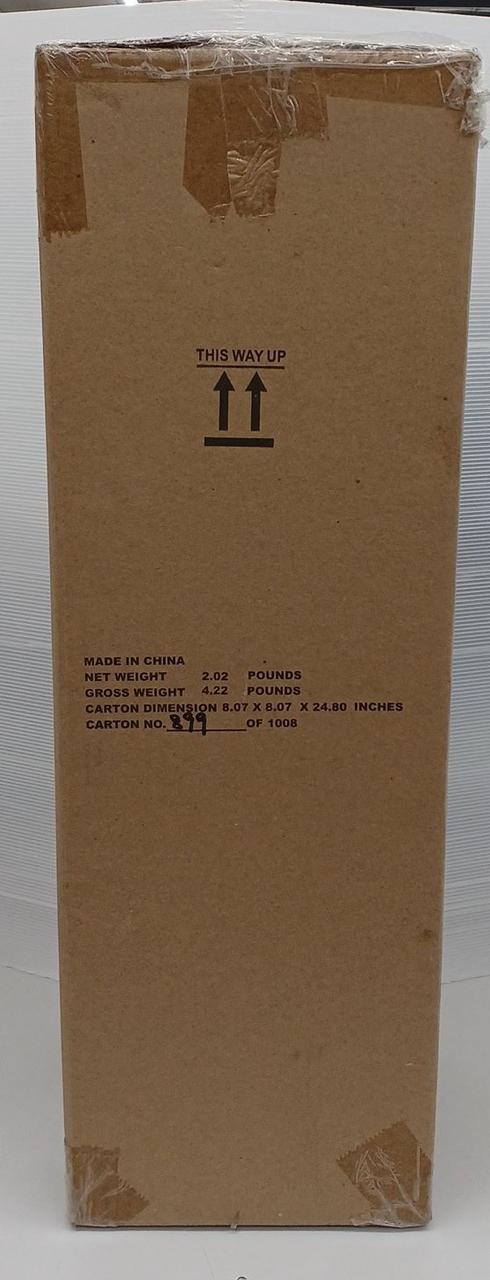 THIS WAY UP
MADE IN CHINA
NET WEIGHT 2.02 POUNDS
GROSS WEIGHT 4.22 POUNDS
CARTON DIMENSION 8.07 X 8.07 X 24.80 INCHES
CARTON NO. 899 OF 1008